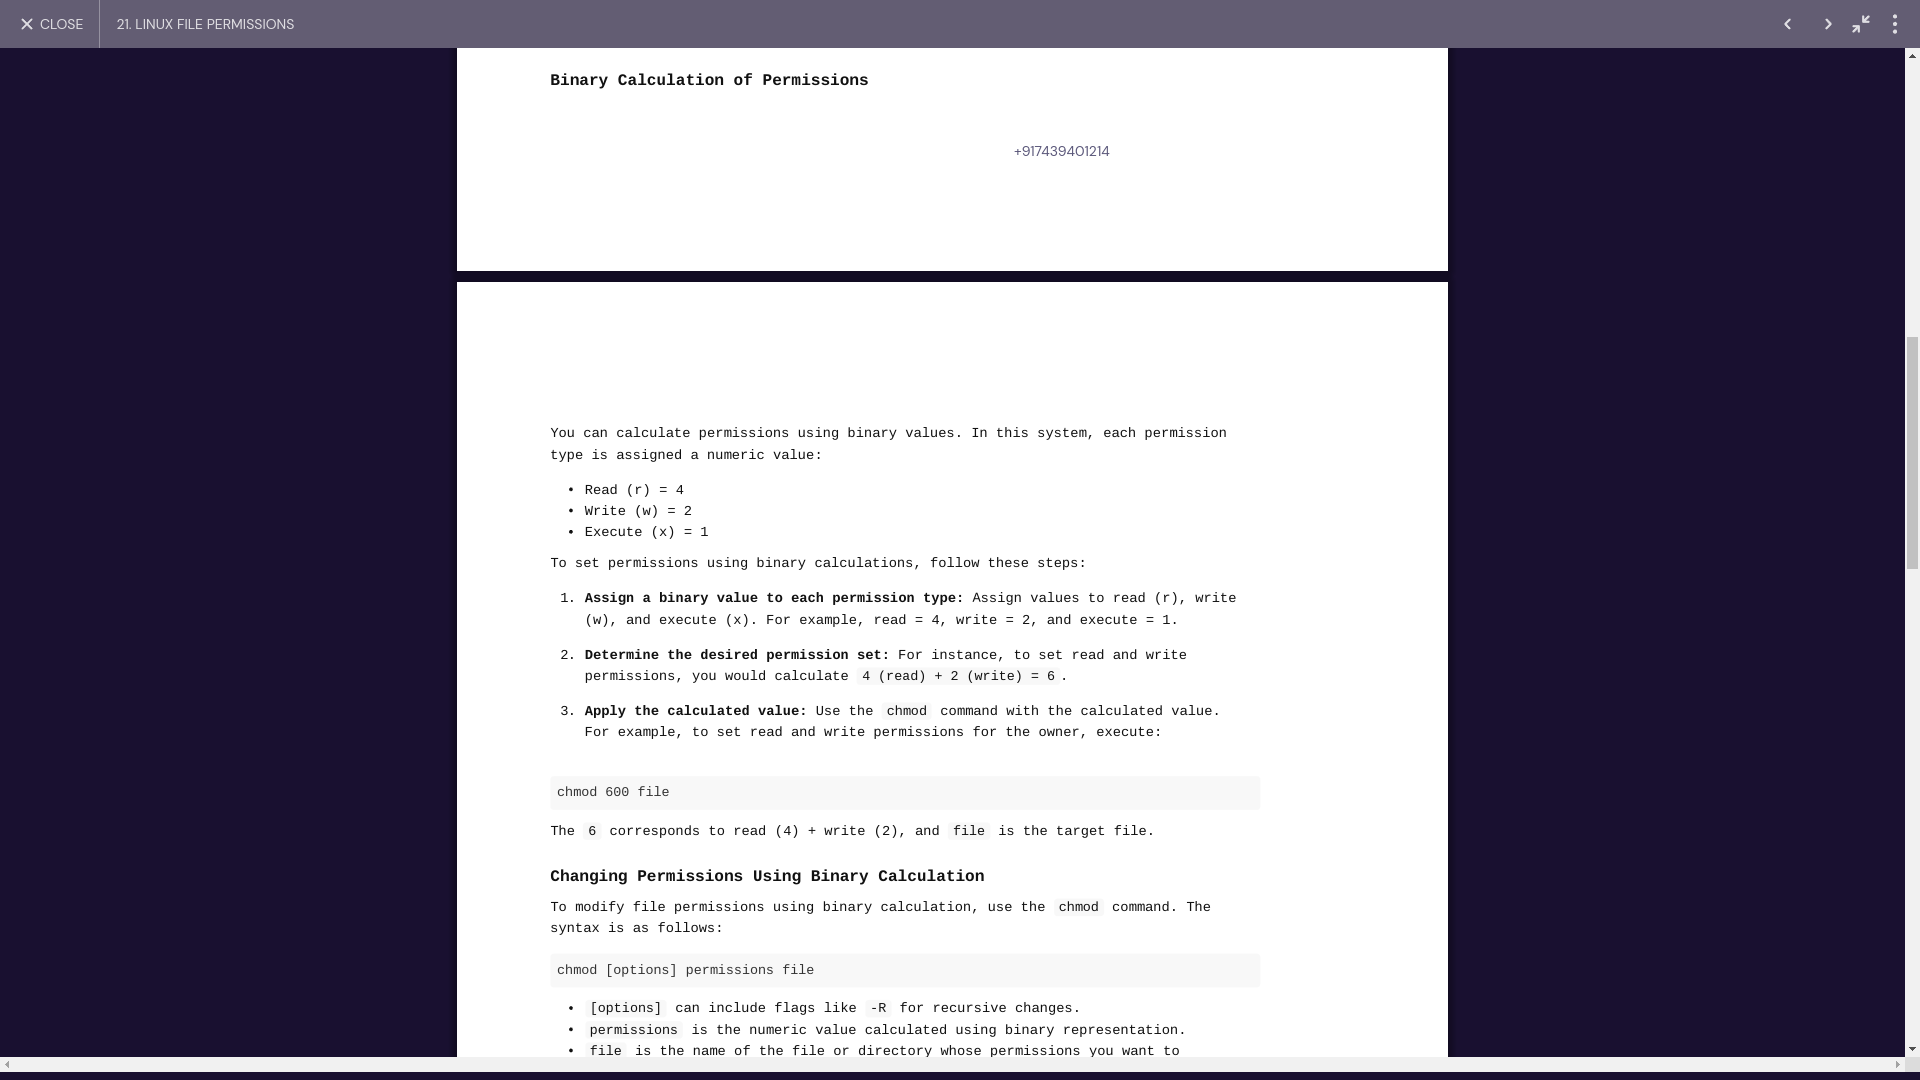 CLOSE
21. LINUX FILE PERMISSIONS
Binary Calculation of Permissions
+917439401214
You can calculate permissions using binary values. In this system, each permission
type is assigned a numeric value:
• Read (r) = 4
• Write (w) = 2
• Execute (x) = 1
To set permissions using binary calculations, follow these steps:
1. Assign a binary value to each permission type: Assign values to read (r), write
(w), and execute (x). For example, read = 4, write = 2, and execute = 1.
2. Determine the desired permission set: For instance, to set read and write
permissions, you would calculate 4 (read) + 2 (write) = 6.
3. Apply the calculated value: Use the chmod command with the calculated value.
For example, to set read and write permissions for the owner, execute:
chmod 600 file
The 6 corresponds to read (4) + write (2), and file is the target file.
Changing Permissions Using Binary Calculation
To modify file permissions using binary calculation, use the chmod command. The
syntax is as follows:
chmod [options] permissions file
• [options] can include flags like -R for recursive changes.
• permissions is the numeric value calculated using binary representation.
• file is the name of the file or directory whose permissions you want to